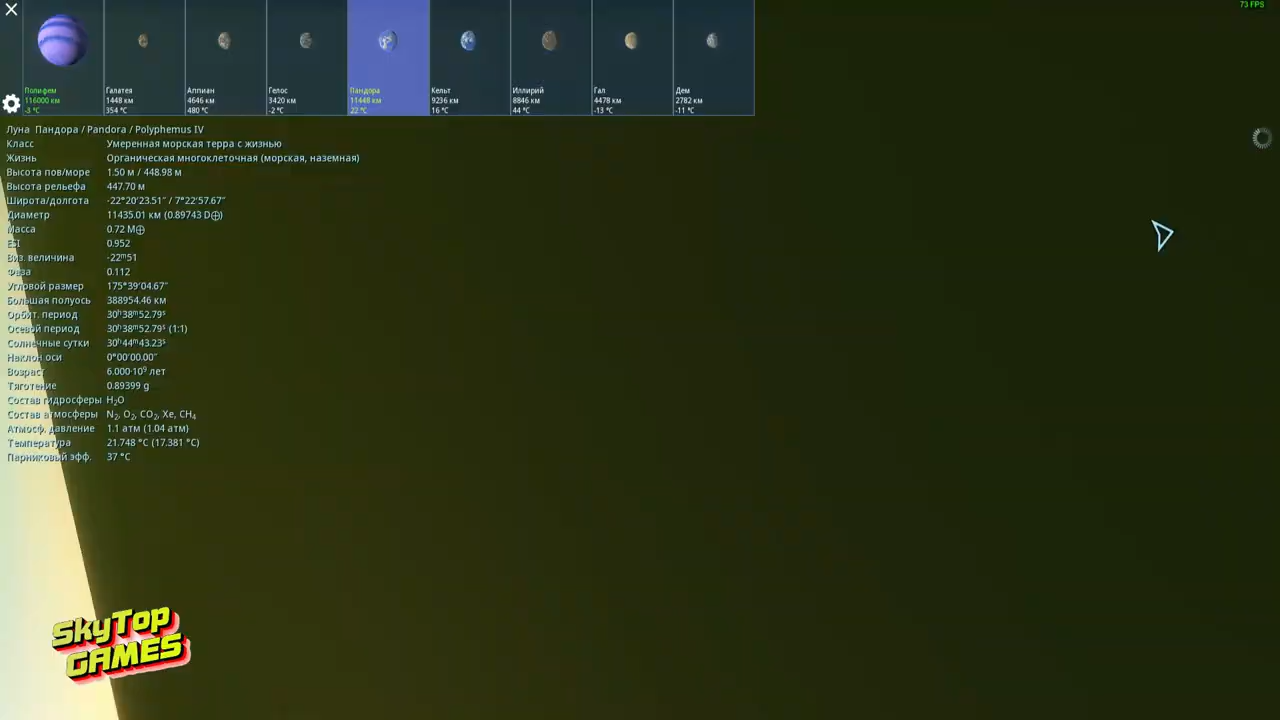 73 FPS
Полифем
116000 км
-3 °C
Галатея
1448 км
354 °C
Аппиан
4646 км
480 °C
Гелос
3420 км
-2 °C
Пандора
11448 км
22 °C
Кельт
9236 км
16 °C
Иллирий
8846 км
44 °C
Гал
4478 км
-13 °C
Дем
2782 км
-11 °C
Луна Пандора / Pandora / Polyphemus IV
Класс Умеренная морская терра с жизнью
Жизнь Органическая многоклеточная (морская, наземная)
Высота пов/море 1.50 м / 448.98 м
Высота рельефа 447.70 м
Широта/долгота -22°20'23.51" / 7°22'57.67"
Диаметр 11435.01 км (0.89743 D⊕)
Масса 0.72 M⊕
ESI 0.952
Виз. величина -22ᵐ51
Фаза 0.112
Угловой размер 175°39'04.67"
Большая полуось 388954.46 км
Орбит. период 30ʰ38ᵐ52.79ˢ
Осевой период 30ʰ38ᵐ52.79ˢ (1:1)
Солнечные сутки 30ʰ44ᵐ43.23ˢ
Наклон оси 0°00'00.00"
Возраст 6.000·10⁹ лет
Тяготение 0.89399 g
Состав гидросферы H₂O
Состав атмосферы N₂, O₂, CO₂, Xe, CH₄
Атмосф. давление 1.1 атм (1.04 атм)
Температура 21.748 °C (17.381 °C)
Парниковый эфф. 37 °C
SkyTop
GAMES